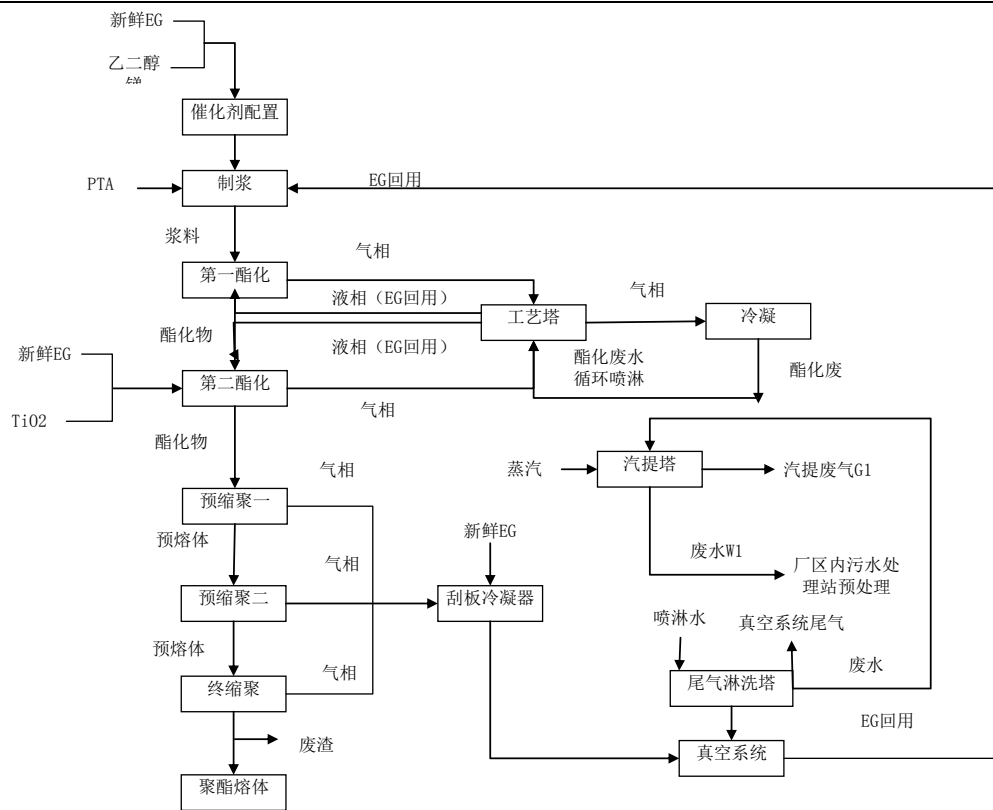 新鲜EG
乙二醇
锑
催化剂配置
PTA
制浆
EG回用
浆料
气相
第一酯化
液相（EG回用）
工艺塔
气相
冷凝
酯化物
液相（EG回用）
酯化废水
循环喷淋
酯化废
新鲜EG
第二酯化
气相
TiO2
酯化物
蒸汽
汽提塔
汽提废气G1
气相
预缩聚一
新鲜EG
废水W1
厂区内污水处
理站预处理
预熔体
气相
预缩聚二
刮板冷凝器
喷淋水
真空系统尾气
预熔体
气相
废水
终缩聚
尾气淋洗塔
EG回用
废渣
真空系统
聚酯熔体